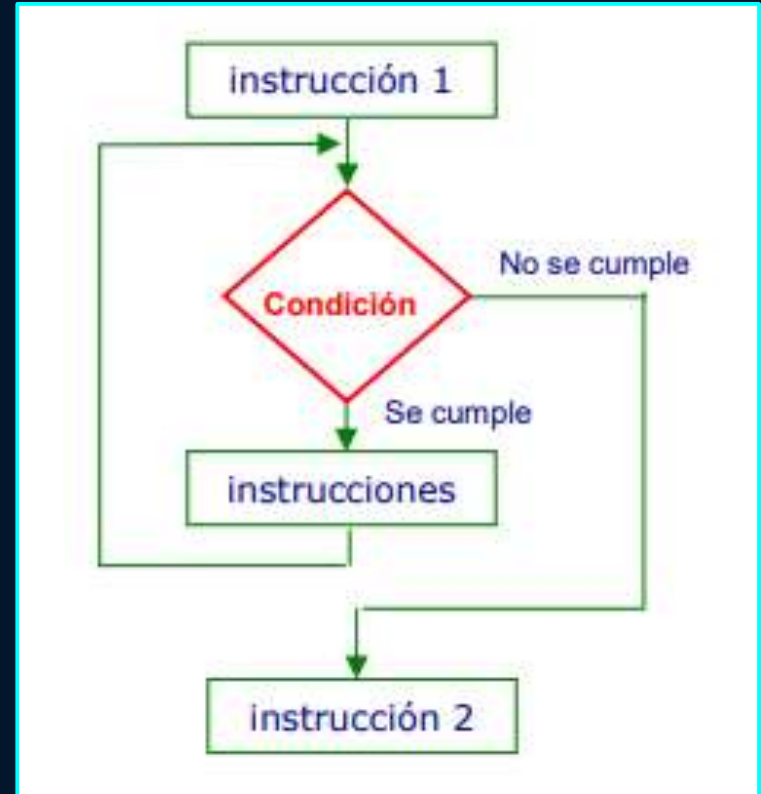 instrucción 1
No se cumple
Condición
Se cumple
instrucciones
instrucción 2